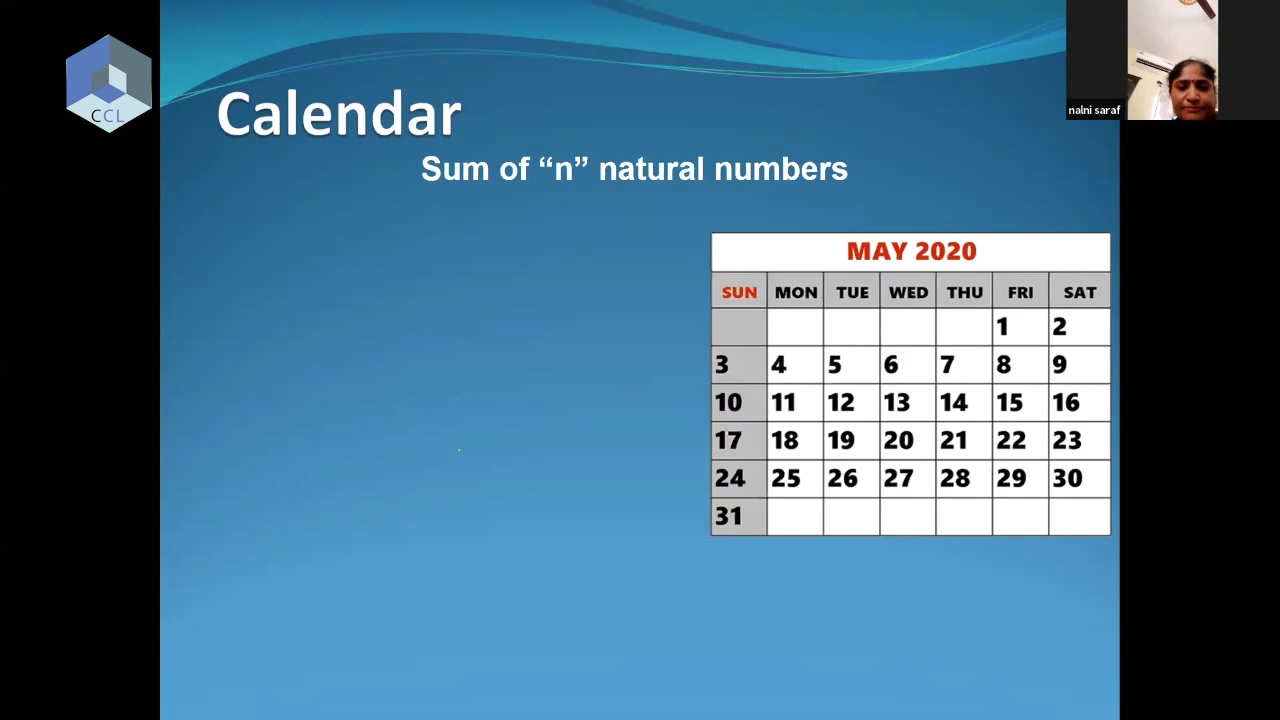 CCL
nalni saraf
Calendar
Sum of “n” natural numbers
MAY 2020
SUN MON TUE WED THU FRI SAT
1 2
3 4 5 6 7 8 9
10 11 12 13 14 15 16
17 18 19 20 21 22 23
24 25 26 27 28 29 30
31